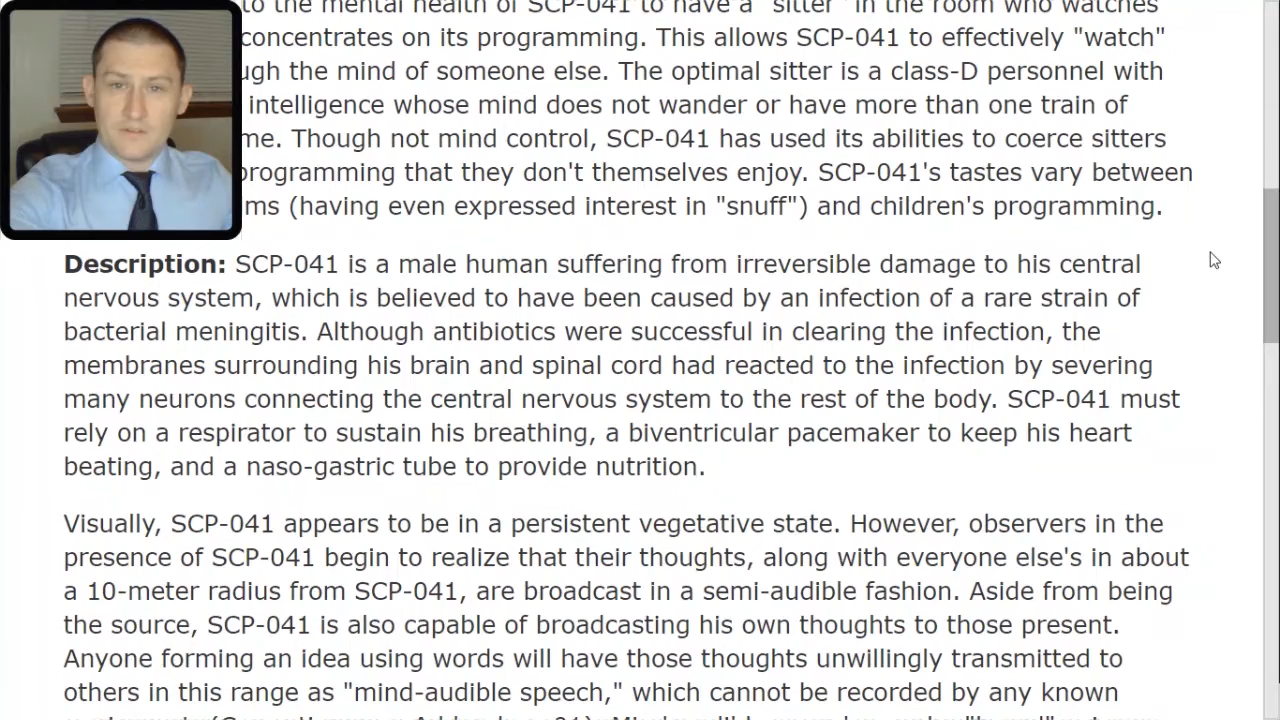 to the mental health of SCP-041 to have a "sitter" in the room who watches
concentrates on its programming. This allows SCP-041 to effectively "watch"
ugh the mind of someone else. The optimal sitter is a class-D personnel with
intelligence whose mind does not wander or have more than one train of
me. Though not mind control, SCP-041 has used its abilities to coerce sitters
programming that they don't themselves enjoy. SCP-041's tastes vary between
ms (having even expressed interest in "snuff") and children's programming.
Description: SCP-041 is a male human suffering from irreversible damage to his central
nervous system, which is believed to have been caused by an infection of a rare strain of
bacterial meningitis. Although antibiotics were successful in clearing the infection, the
membranes surrounding his brain and spinal cord had reacted to the infection by severing
many neurons connecting the central nervous system to the rest of the body. SCP-041 must
rely on a respirator to sustain his breathing, a biventricular pacemaker to keep his heart
beating, and a naso-gastric tube to provide nutrition.
Visually, SCP-041 appears to be in a persistent vegetative state. However, observers in the
presence of SCP-041 begin to realize that their thoughts, along with everyone else's in about
a 10-meter radius from SCP-041, are broadcast in a semi-audible fashion. Aside from being
the source, SCP-041 is also capable of broadcasting his own thoughts to those present.
Anyone forming an idea using words will have those thoughts unwillingly transmitted to
others in this range as "mind-audible speech," which cannot be recorded by any known